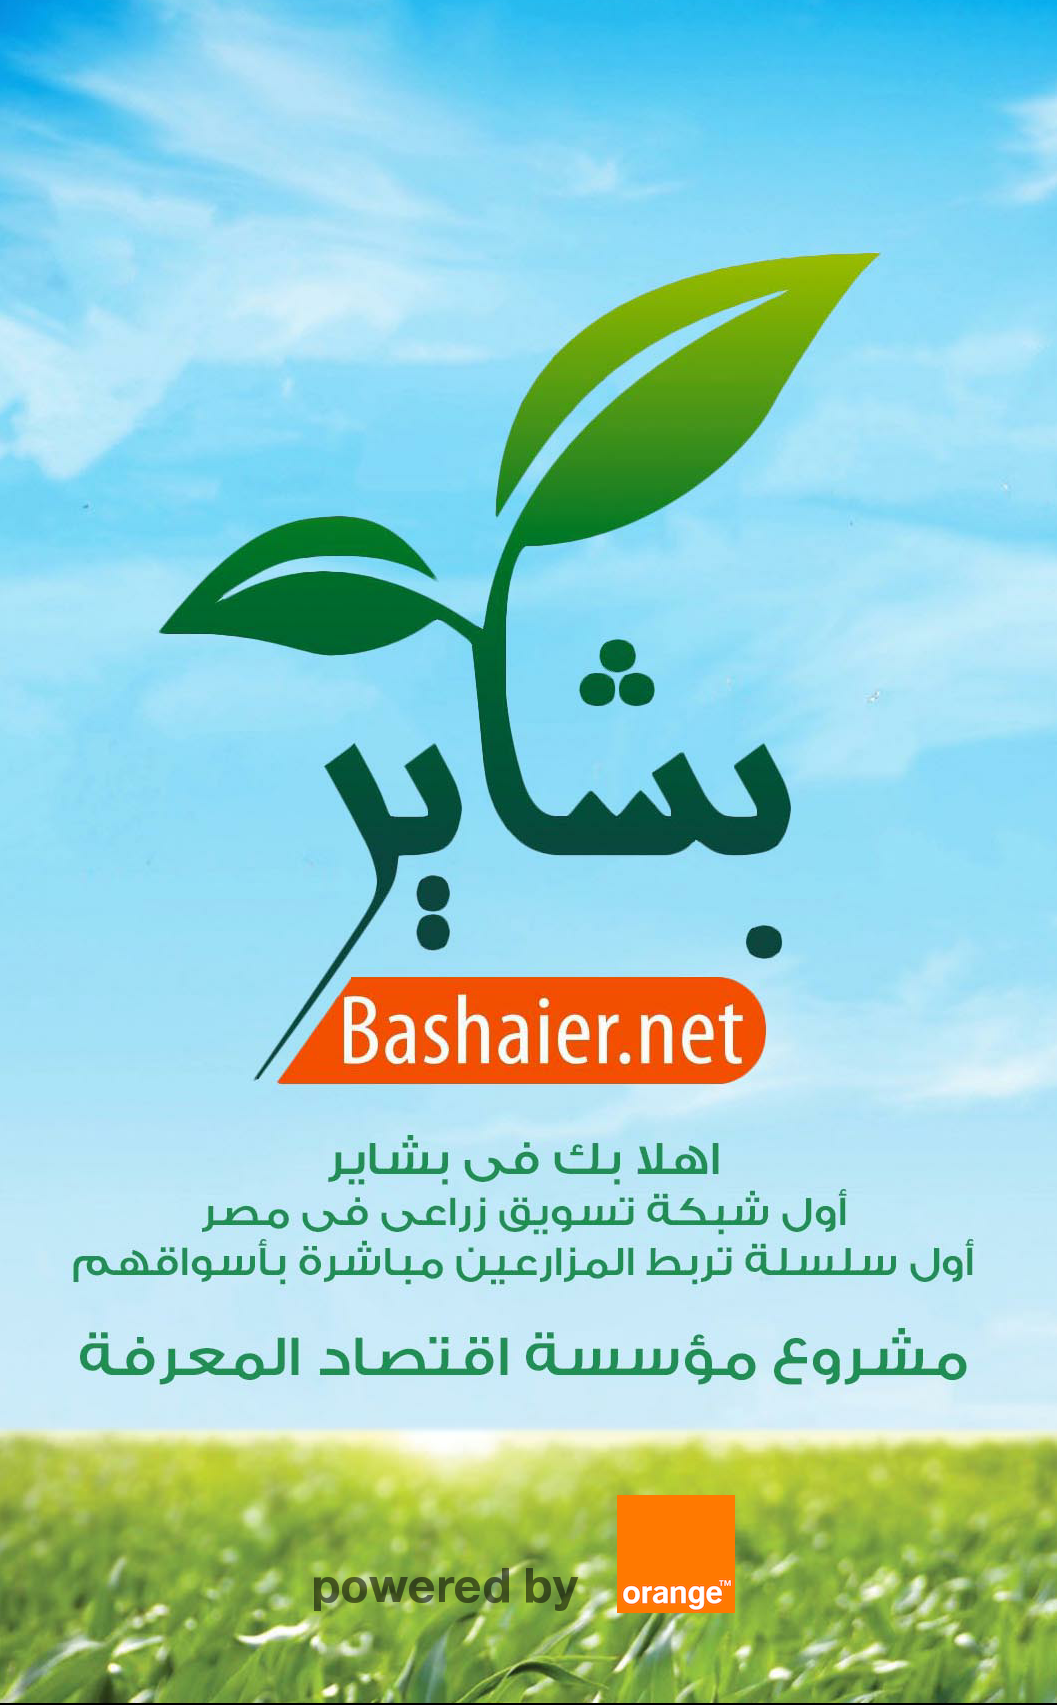 بشاير
Bashaier.net
اهلا بك فى بشاير
أول شبكة تسويق زراعى فى مصر
أول سلسلة تربط المزارعين مباشرة بأسواقهم
مشروع مؤسسة اقتصاد المعرفة
powered by
orange™